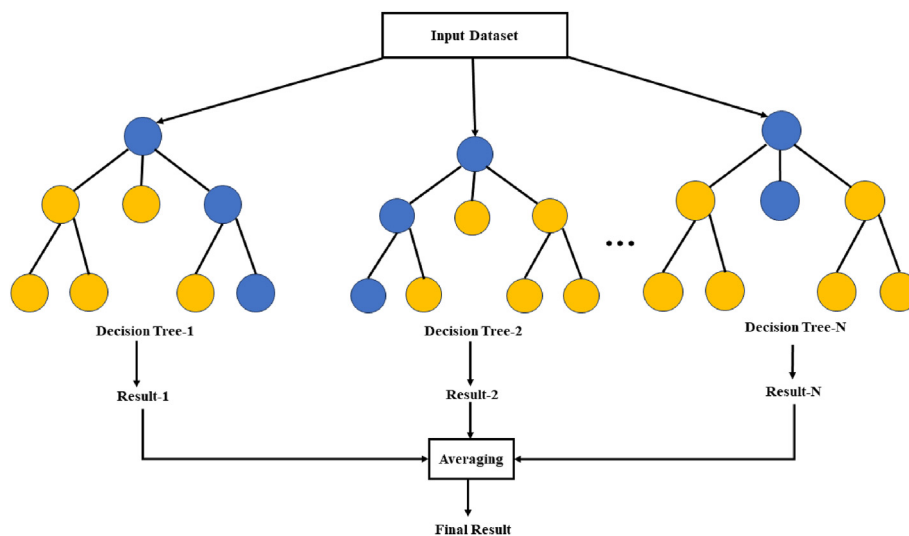 Input Dataset
...
Decision Tree-1
Decision Tree-2
Decision Tree-N
Result-1
Result-2
Result-N
Averaging
Final Result